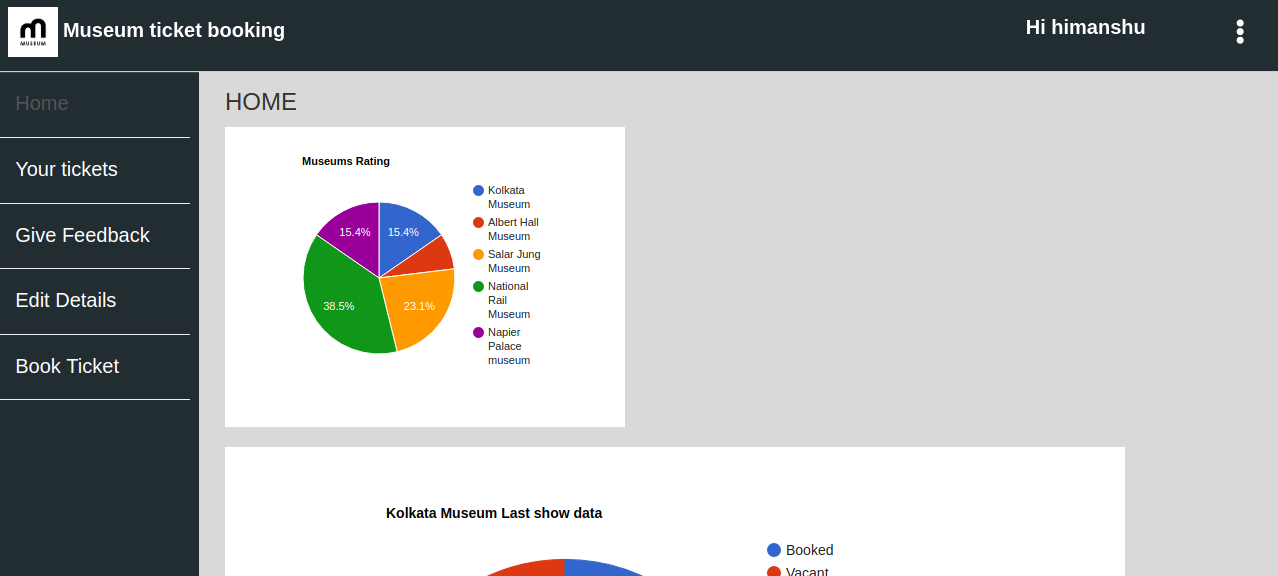 MUSEUM
Museum ticket booking
Hi himanshu
Home
Your tickets
Give Feedback
Edit Details
Book Ticket
HOME
Museums Rating
15.4%
15.4%
38.5%
23.1%
Kolkata
Museum
Albert Hall
Museum
Salar Jung
Museum
National
Rail
Museum
Napier
Palace
museum
Kolkata Museum Last show data
Booked
Vacant